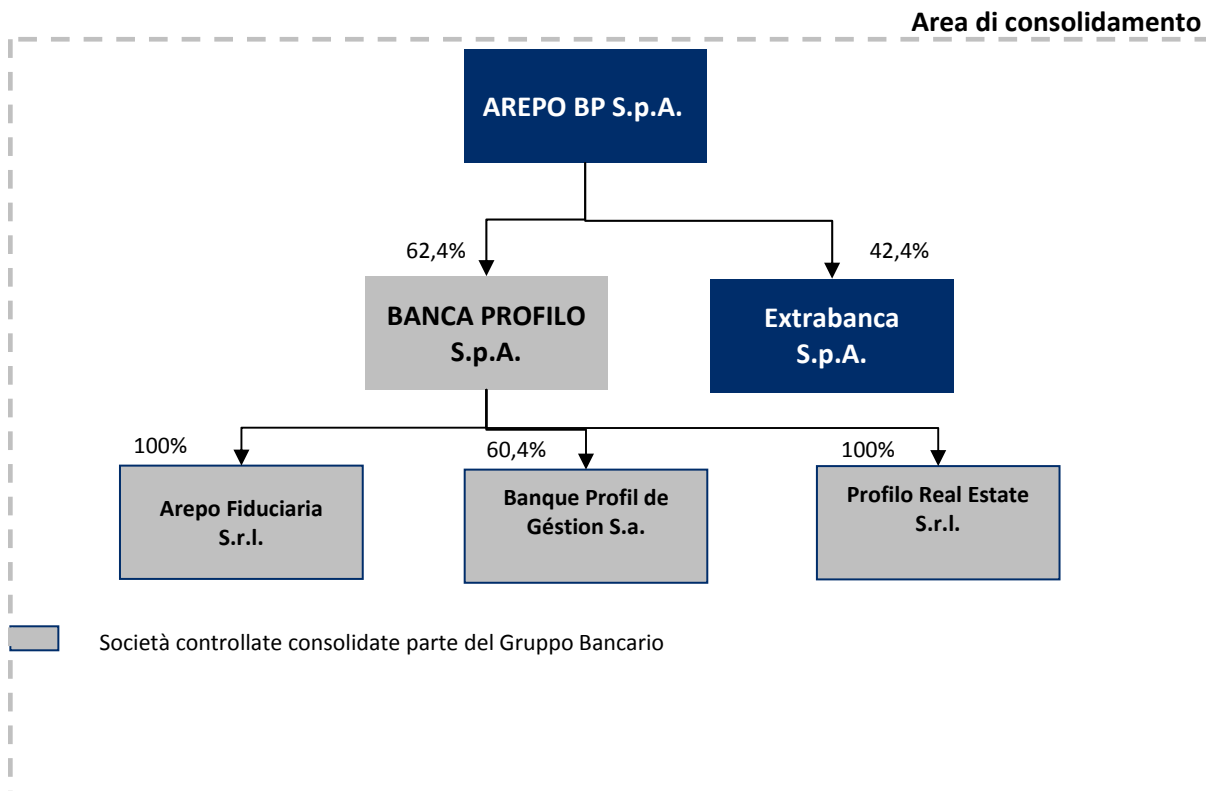 Area di consolidamento
AREPO BP S.p.A.
62,4%
42,4%
BANCA PROFILO
S.p.A.
Extrabanca
S.p.A.
100%
60,4%
100%
Arepo Fiduciaria
S.r.l.
Banque Profil de
Géstion S.a.
Profilo Real Estate
S.r.l.
Società controllate consolidate parte del Gruppo Bancario